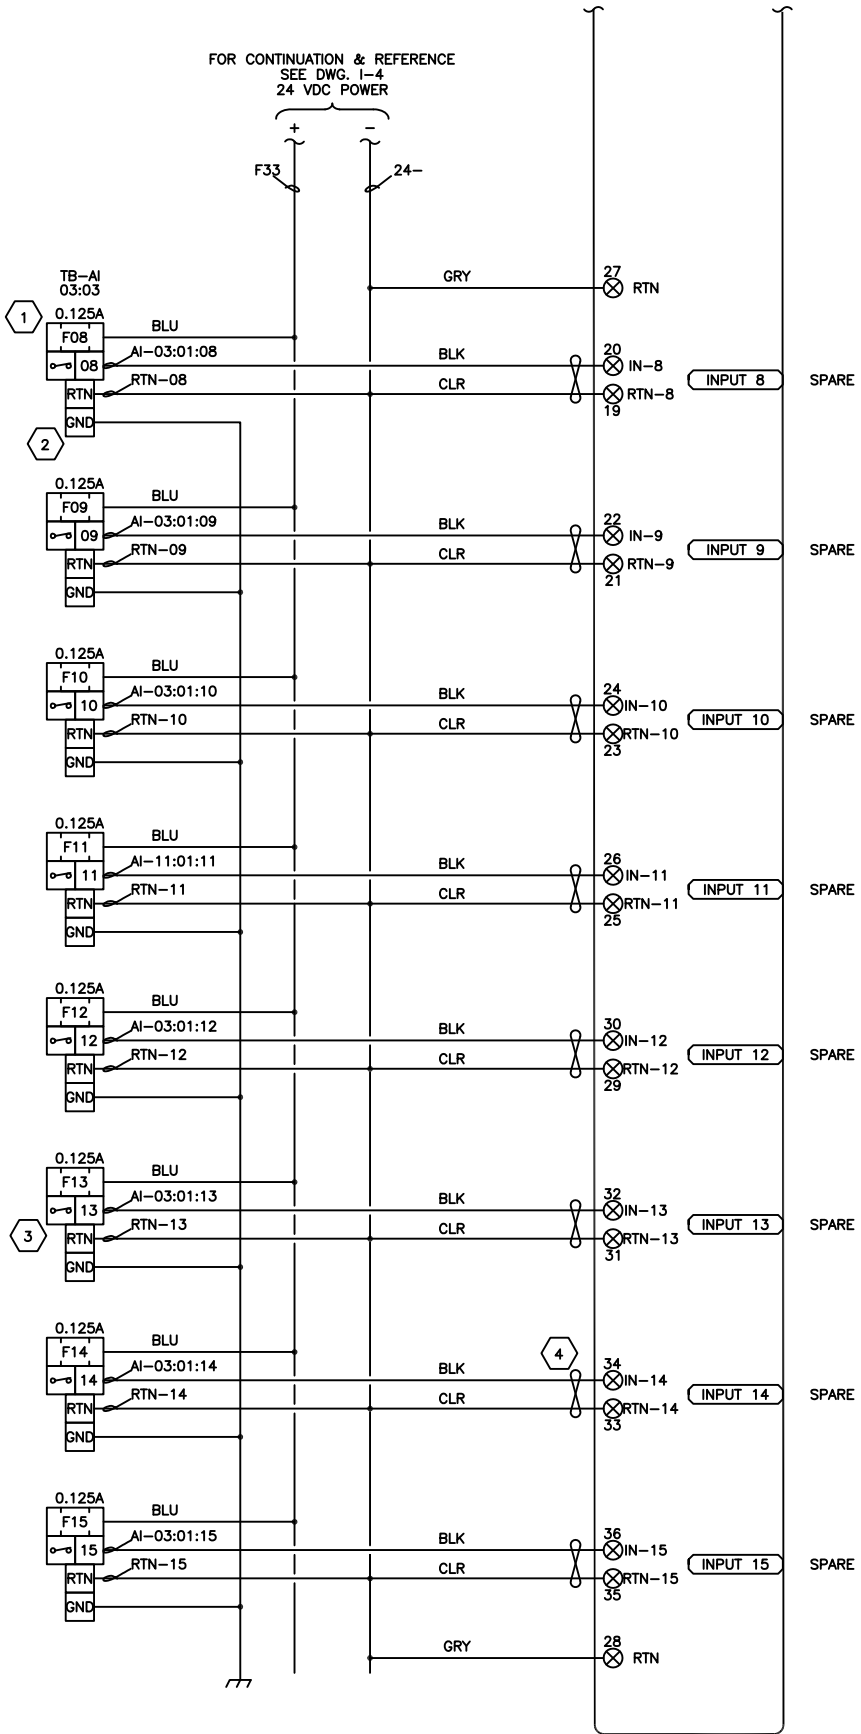 FOR CONTINUATION & REFERENCE
SEE DWG. I-4
24 VDC POWER
+ -
F33 24-
TB-AI
03:03
GRY 27 RTN
1
0.125A
F08 BLU
08 AI-03:01:08 BLK 20 IN-8
RTN RTN-08 CLR RTN-8 19
INPUT 8 SPARE
GND
2
0.125A
F09 BLU
09 AI-03:01:09 BLK 22 IN-9
RTN RTN-09 CLR RTN-9 21
INPUT 9 SPARE
GND
0.125A
F10 BLU
10 AI-03:01:10 BLK 24 IN-10
RTN RTN-10 CLR RTN-10 23
INPUT 10 SPARE
GND
0.125A
F11 BLU
11 AI-11:01:11 BLK 26 IN-11
RTN RTN-11 CLR RTN-11 25
INPUT 11 SPARE
GND
0.125A
F12 BLU
12 AI-03:01:12 BLK 30 IN-12
RTN RTN-12 CLR RTN-12 29
INPUT 12 SPARE
GND
0.125A
F13 BLU
13 AI-03:01:13 BLK 32 IN-13
3
RTN RTN-13 CLR RTN-13 31
INPUT 13 SPARE
GND
0.125A
F14 BLU
4
14 AI-03:01:14 BLK 34 IN-14
RTN RTN-14 CLR RTN-14 33
INPUT 14 SPARE
GND
0.125A
F15 BLU
15 AI-03:01:15 BLK 36 IN-15
RTN RTN-15 CLR RTN-15 35
INPUT 15 SPARE
GND
GRY 28 RTN